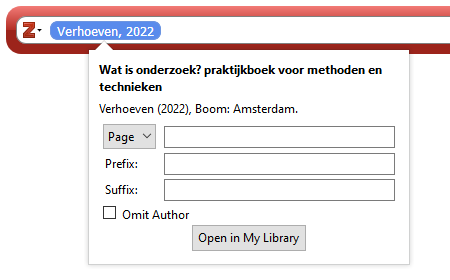 Z Verhoeven, 2022
Wat is onderzoek? praktijkboek voor methoden en
technieken
Verhoeven (2022), Boom: Amsterdam.
Page
Prefix:
Suffix:
Omit Author
Open in My Library